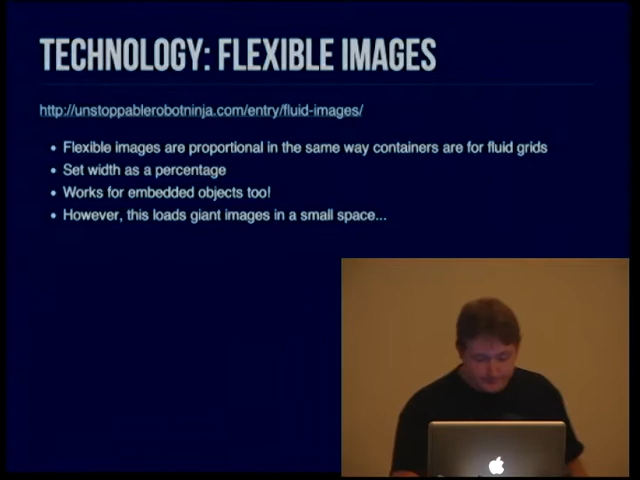 TECHNOLOGY: FLEXIBLE IMAGES
http://unstoppablerobotninja.com/entry/fluid-images/
• Flexible images are proportional in the same way containers are for fluid grids
• Set width as a percentage
• Works for embedded objects too!
• However, this loads giant images in a small space...